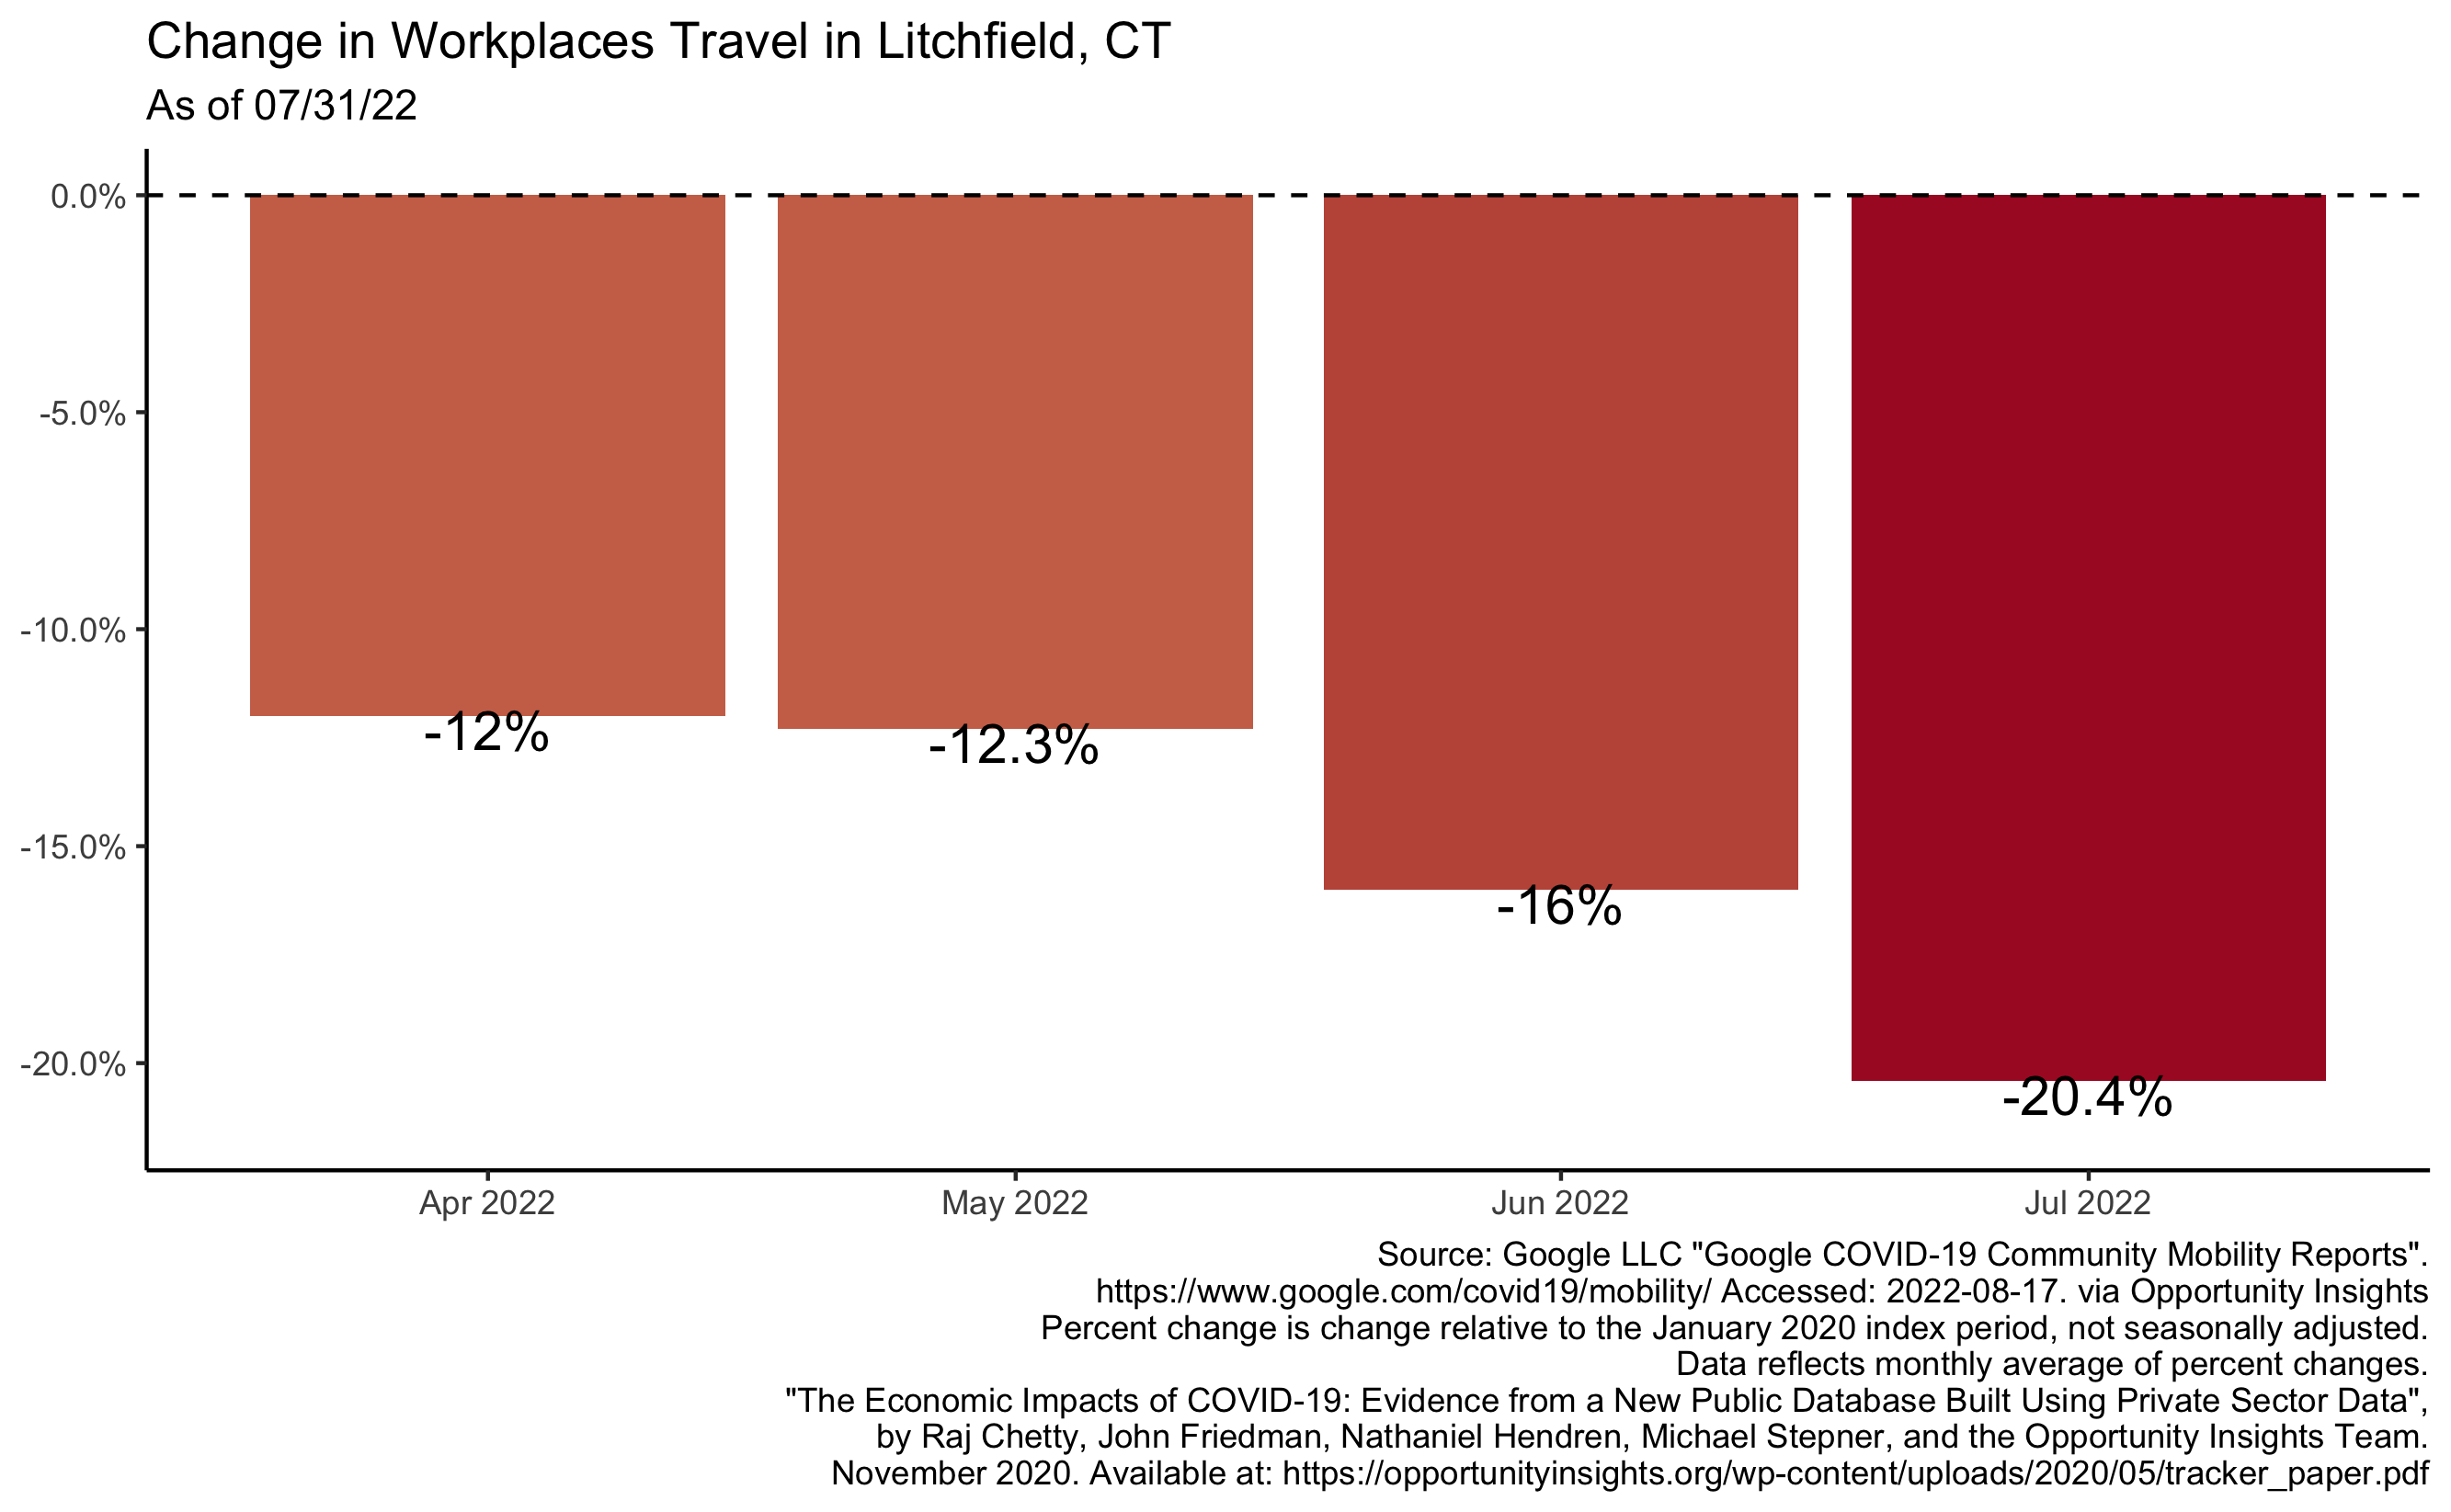 Change in Workplaces Travel in Litchfield, CT
As of 07/31/22
0.0%
-5.0%
-10.0%
-15.0%
-20.0%
-12%
-12.3%
-16%
-20.4%
Apr 2022
May 2022
Jun 2022
Jul 2022
Source: Google LLC "Google COVID-19 Community Mobility Reports".
https://www.google.com/covid19/mobility/ Accessed: 2022-08-17. via Opportunity Insights
Percent change is change relative to the January 2020 index period, not seasonally adjusted.
Data reflects monthly average of percent changes.
"The Economic Impacts of COVID-19: Evidence from a New Public Database Built Using Private Sector Data",
by Raj Chetty, John Friedman, Nathaniel Hendren, Michael Stepner, and the Opportunity Insights Team.
November 2020. Available at: https://opportunityinsights.org/wp-content/uploads/2020/05/tracker_paper.pdf